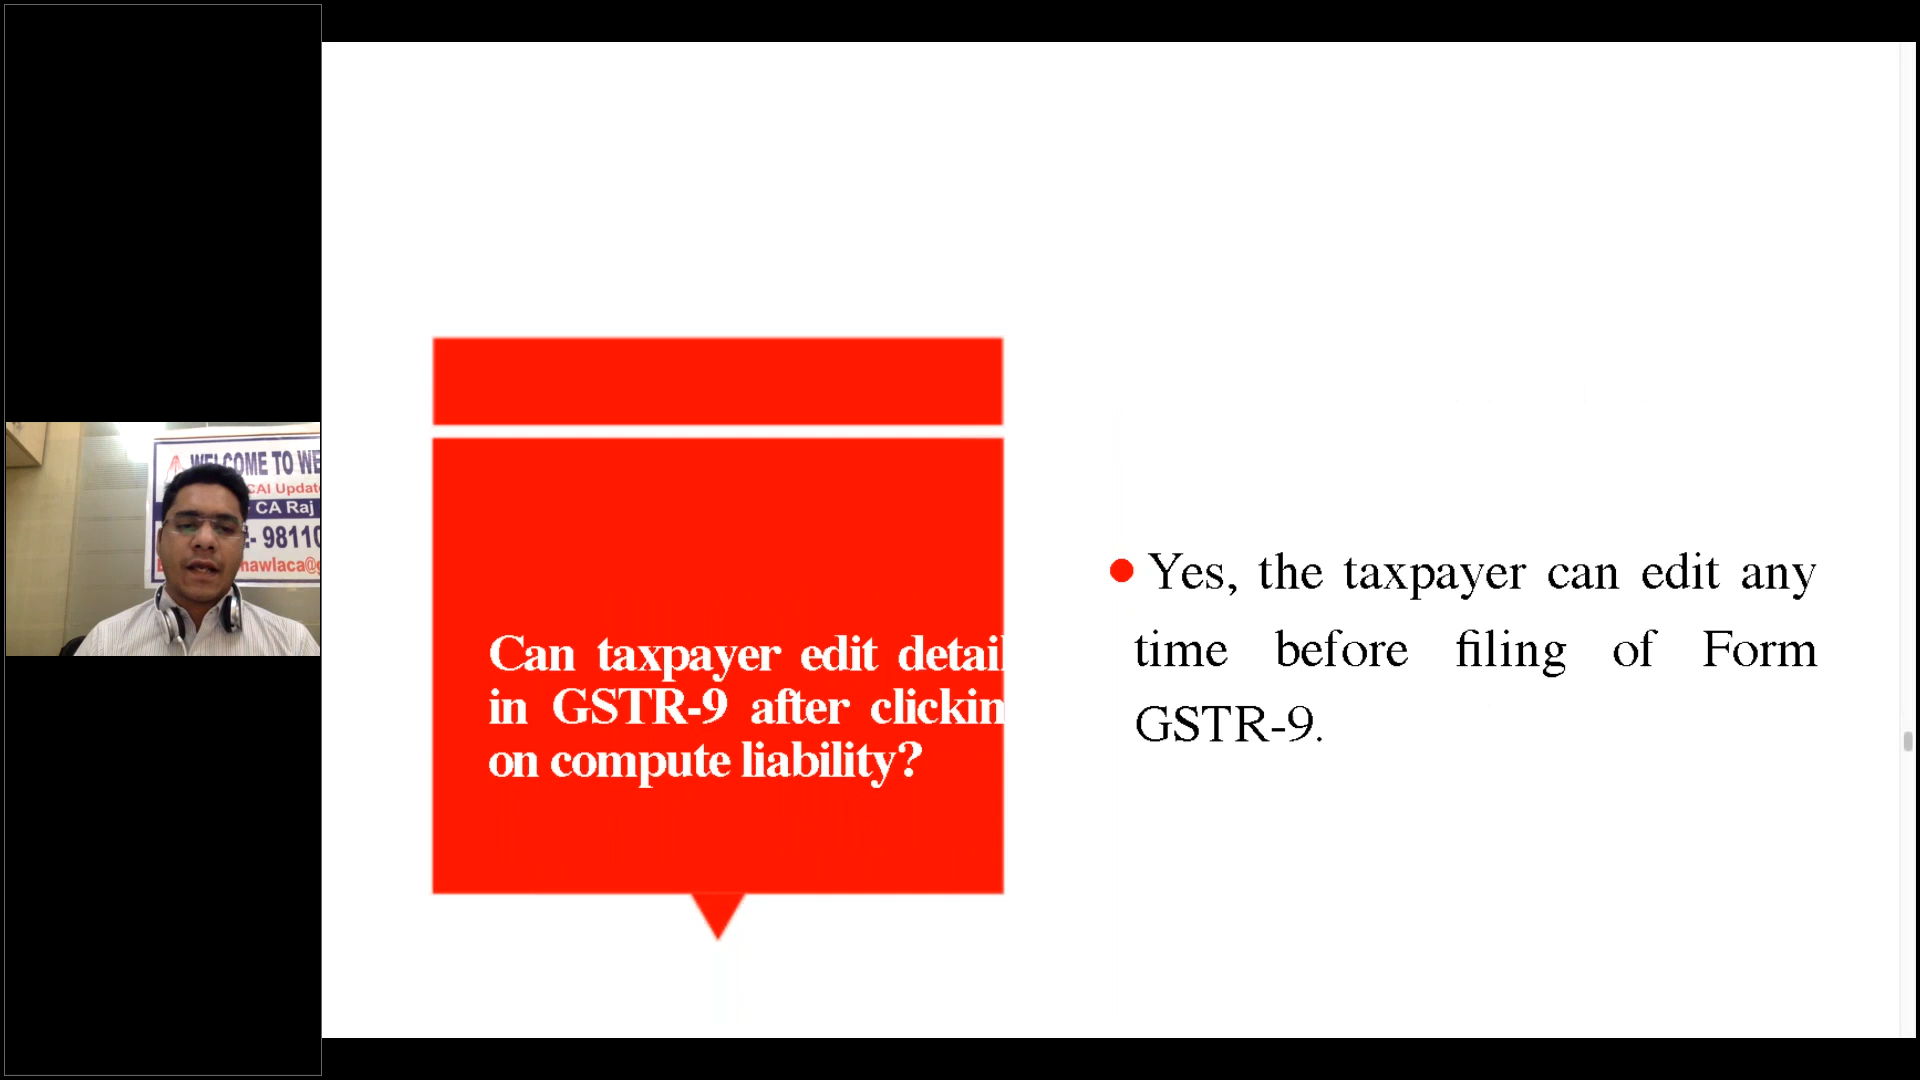 WELCOME TO WE
CAI Updat
CA Raj
- 98110
nawlaca@
Can taxpayer edit detail
in GSTR-9 after clickin
on compute liability?
Yes, the taxpayer can edit any
time before filing of Form
GSTR-9.